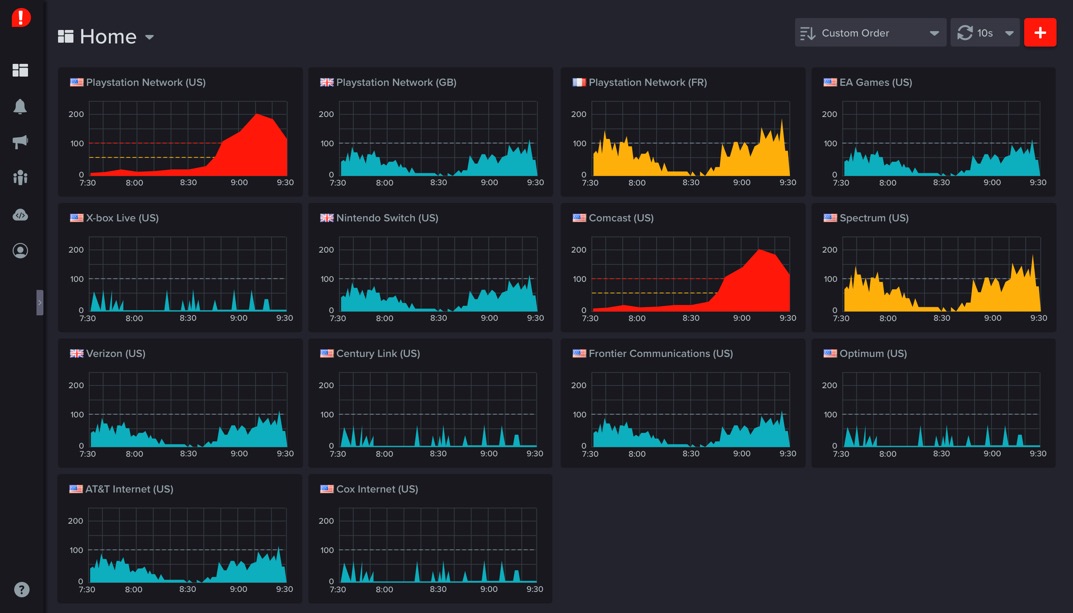 Home
Custom Order
10s
+
Playstation Network (US)
200
100
0
7:30 8:00 8:30 9:00 9:30
Playstation Network (GB)
200
100
0
7:30 8:00 8:30 9:00 9:30
Playstation Network (FR)
200
100
0
7:30 8:00 8:30 9:00 9:30
EA Games (US)
200
100
0
7:30 8:00 8:30 9:00 9:30
X-box Live (US)
200
100
0
7:30 8:00 8:30 9:00 9:30
Nintendo Switch (US)
200
100
0
7:30 8:00 8:30 9:00 9:30
Comcast (US)
200
100
0
7:30 8:00 8:30 9:00 9:30
Spectrum (US)
200
100
0
7:30 8:00 8:30 9:00 9:30
Verizon (US)
200
100
0
7:30 8:00 8:30 9:00 9:30
Century Link (US)
200
100
0
7:30 8:00 8:30 9:00 9:30
Frontier Communications (US)
200
100
0
7:30 8:00 8:30 9:00 9:30
Optimum (US)
200
100
0
7:30 8:00 8:30 9:00 9:30
AT&T Internet (US)
200
100
0
7:30 8:00 8:30 9:00 9:30
Cox Internet (US)
200
100
0
7:30 8:00 8:30 9:00 9:30
?